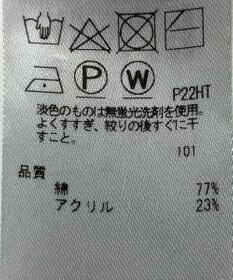 P W P22HT
淡色のものは無蛍光洗剤を使用。
よくすすぎ、絞りの後すぐに干
すこと。
101
品質
綿 77%
アクリル 23%